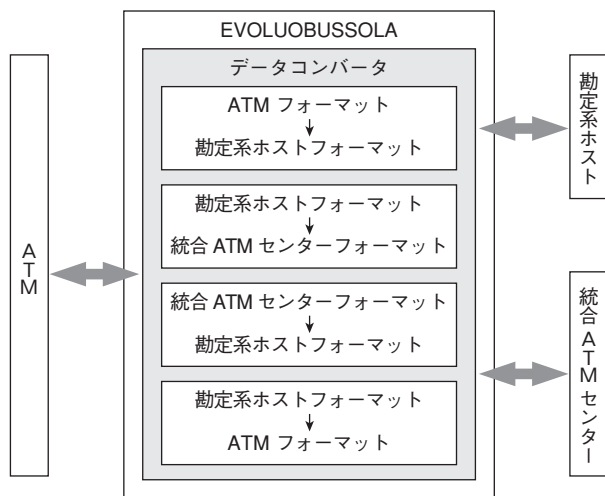 EVOLUOBUSSOLA
データコンバータ
ATM フォーマット
↓
勘定系ホストフォーマット
勘定系ホストフォーマット
↓
統合 ATM センターフォーマット
統合 ATM センターフォーマット
↓
勘定系ホストフォーマット
勘定系ホストフォーマット
↓
ATM フォーマット
ATM
勘定系ホスト
統合ATMセンター